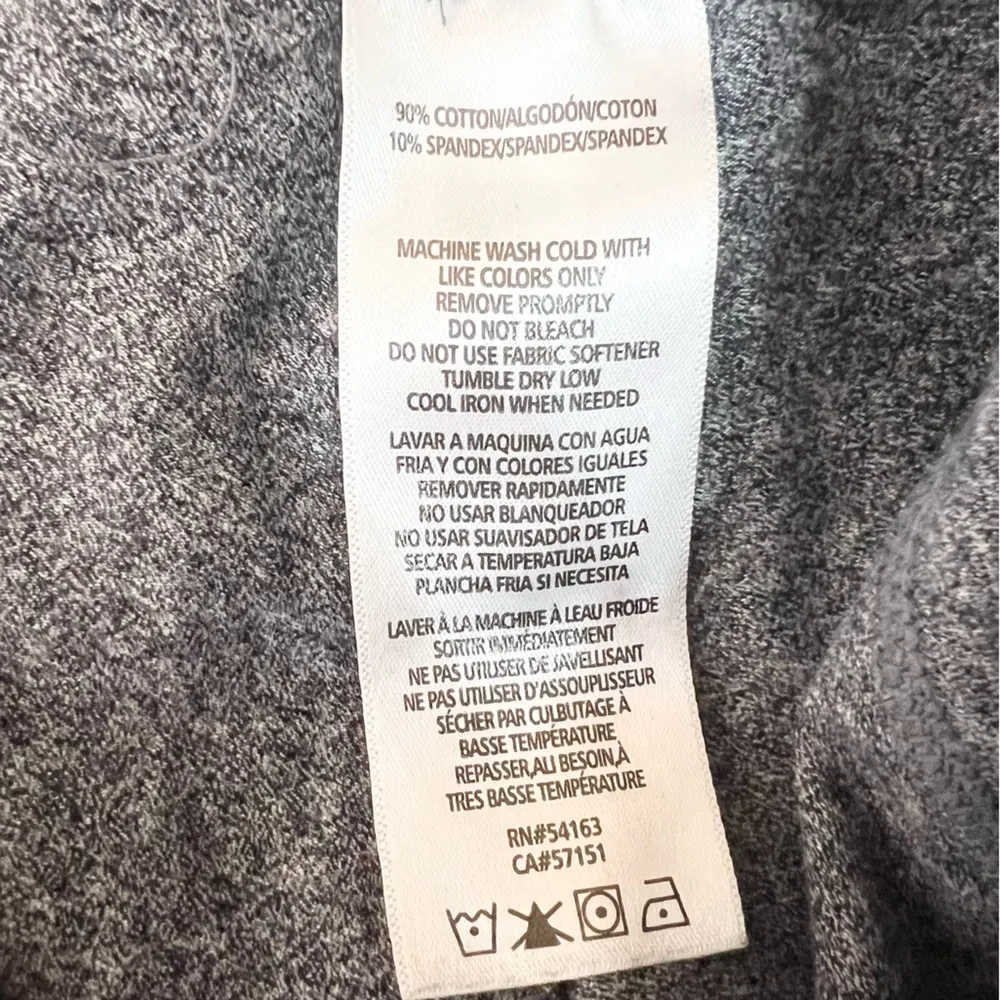 90% COTTON/ALGODÓN/COTON
10% SPANDEX/SPANDEX/SPANDEX
MACHINE WASH COLD WITH
LIKE COLORS ONLY
REMOVE PROMPTLY
DO NOT BLEACH
DO NOT USE FABRIC SOFTENER
TUMBLE DRY LOW
COOL IRON WHEN NEEDED
LAVAR A MAQUINA CON AGUA
FRIA Y CON COLORES IGUALES
REMOVER RAPIDAMENTE
NO USAR BLANQUEADOR
NO USAR SUAVISADOR DE TELA
SECAR A TEMPERATURA BAJA
PLANCHA FRIA SI NECESITA
LAVER À LA MACHINE À LEAU FROIDE
SORTIR IMMÉDIATEMENT
NE PAS UTILISER DE JAVELLISANT
NE PAS UTILISER D'ASSOUPLISSEUR
SÉCHER PAR CULBUTAGE À
BASSE TEMPÉRATURE
REPASSER,AU BESOIN,À
TRES BASSE TEMPÉRATURE
RN#54163
CA#57151